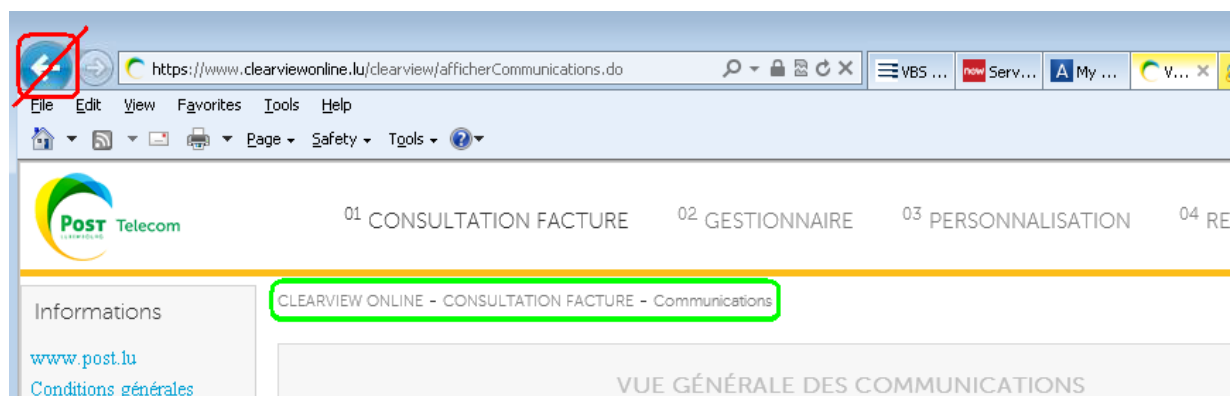 https://www.clearviewonline.lu/clearview/afficherCommunications.do
VBS ...
now Serv...
A My ...
V...
File Edit View Favorites Tools Help
Page Safety Tools
POST Telecom
LUXEMBOURG
01 CONSULTATION FACTURE
02 GESTIONNAIRE
03 PERSONNALISATION
04 RE
Informations
CLEARVIEW ONLINE - CONSULTATION FACTURE - Communications
www.post.lu
Conditions générales
VUE GÉNÉRALE DES COMMUNICATIONS